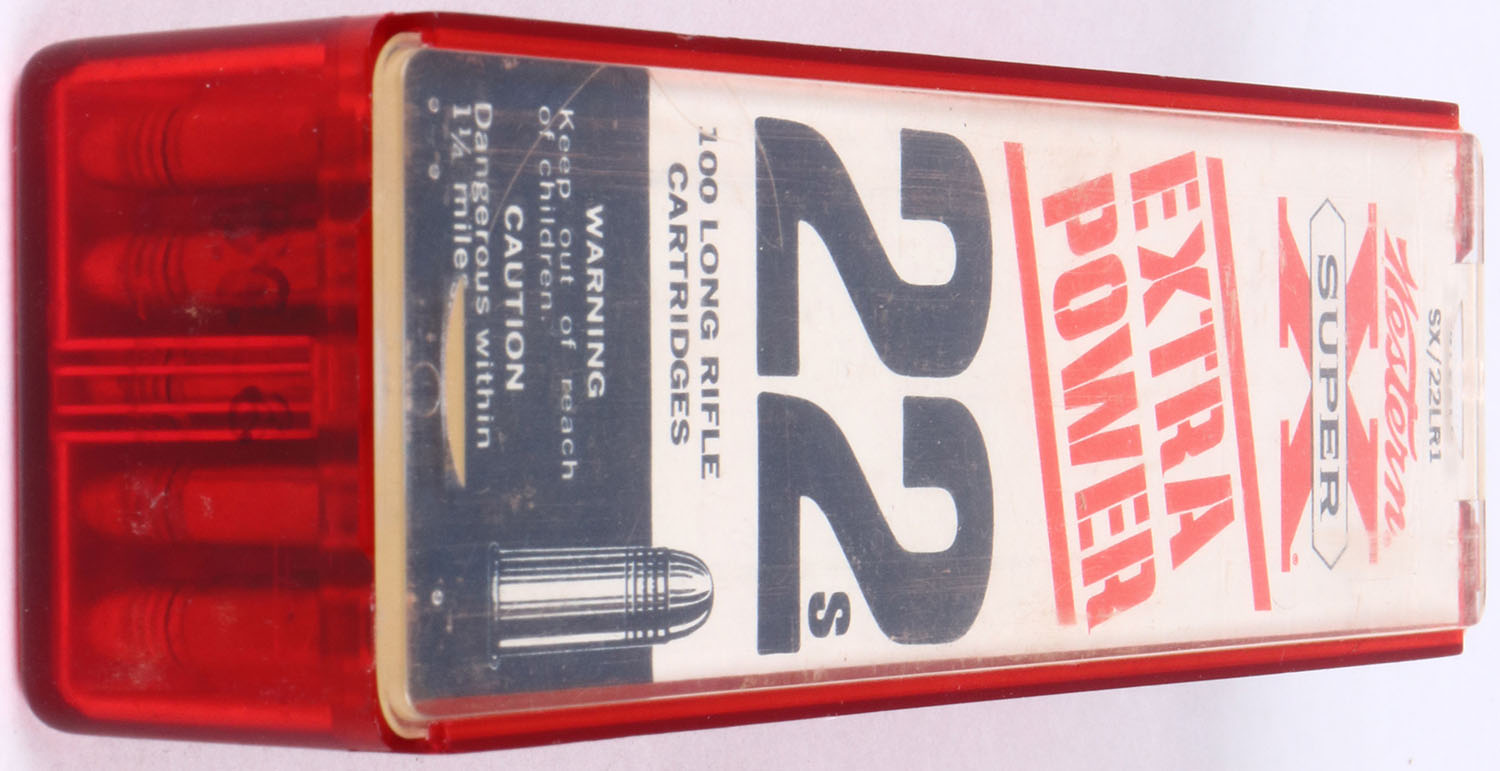 SX/22LR1
Western
SUPER X
EXTRA
POWER
22s
100 LONG RIFLE
CARTRIDGES
WARNING
Keep out of reach
of children.
CAUTION
Dangerous within
1¼ miles